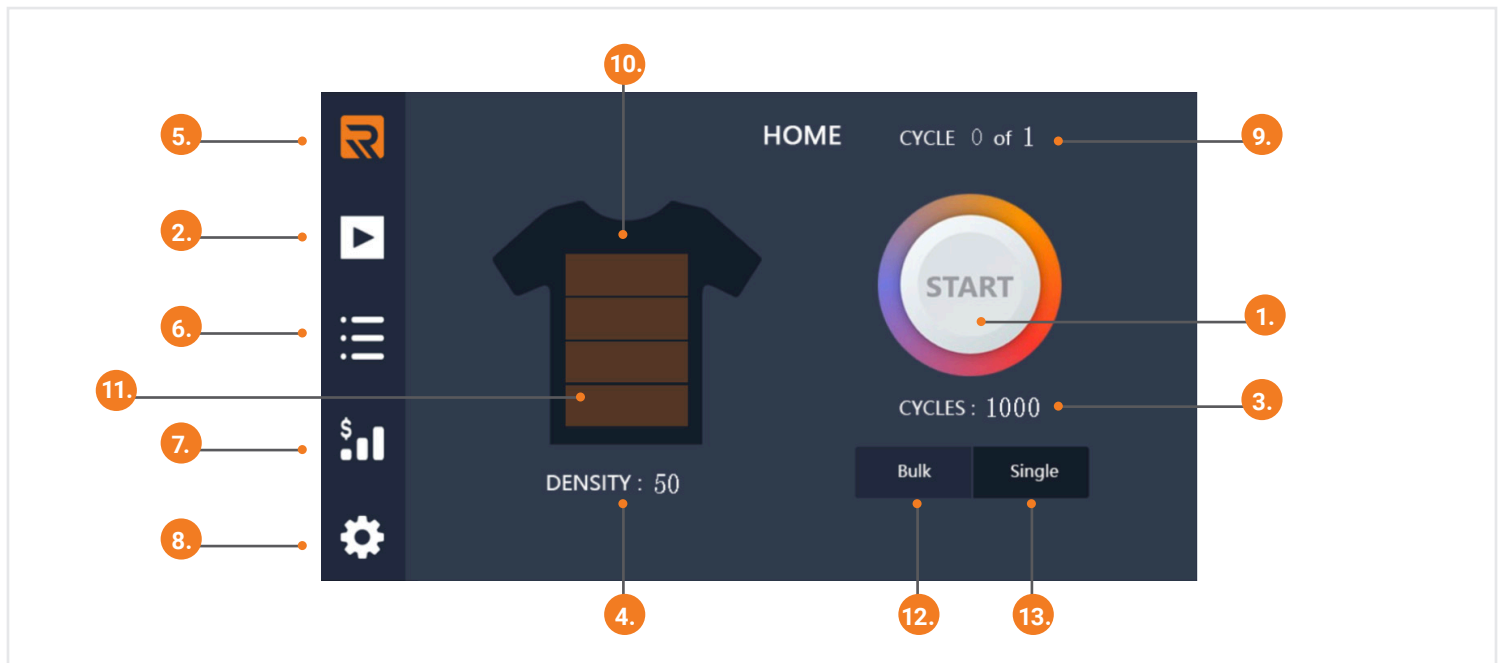 10.
5.
HOME
CYCLE 0 of 1
9.
2.
START
6.
1.
11.
CYCLES : 1000
3.
7.
$
Bulk
Single
DENSITY : 50
8.
4.
12.
13.